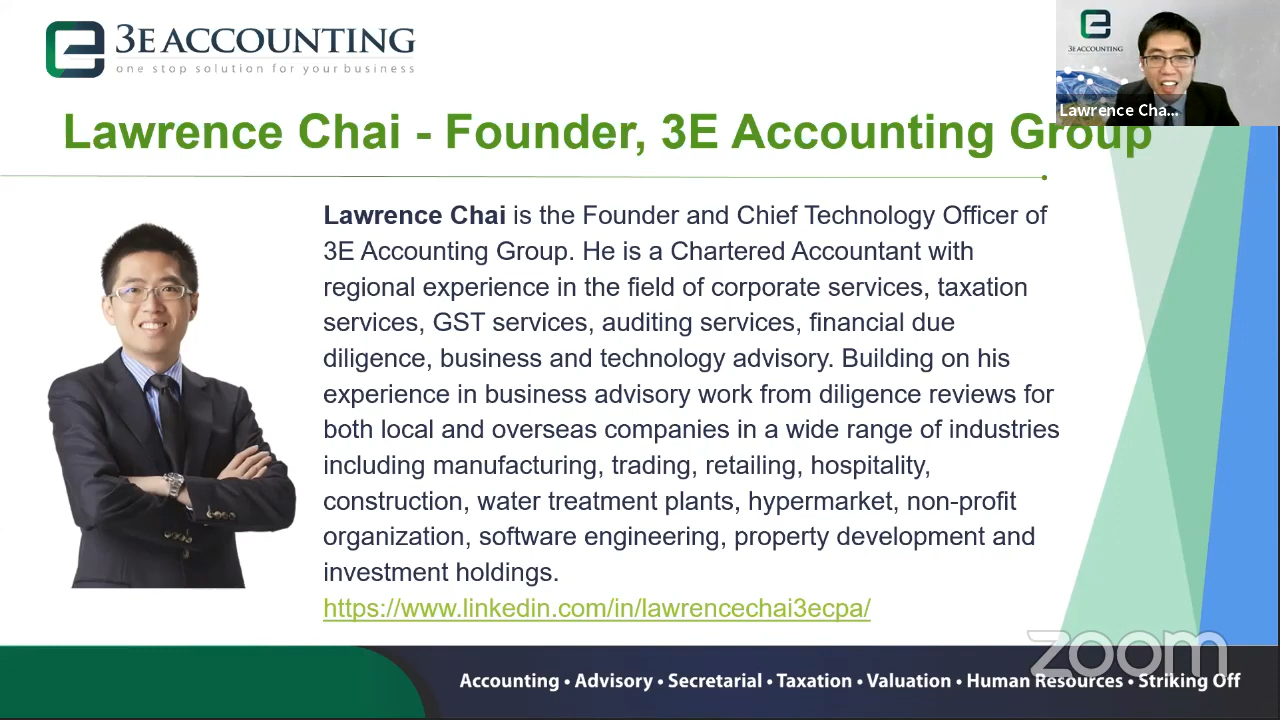 3E ACCOUNTING
one stop solution for your business
3E ACCOUNTING
Lawrence Cha...
Lawrence Chai - Founder, 3E Accounting Group
Lawrence Chai is the Founder and Chief Technology Officer of
3E Accounting Group. He is a Chartered Accountant with
regional experience in the field of corporate services, taxation
services, GST services, auditing services, financial due
diligence, business and technology advisory. Building on his
experience in business advisory work from diligence reviews for
both local and overseas companies in a wide range of industries
including manufacturing, trading, retailing, hospitality,
construction, water treatment plants, hypermarket, non-profit
organization, software engineering, property development and
investment holdings.
https://www.linkedin.com/in/lawrencechai3ecpa/
zoom
Accounting • Advisory • Secretarial • Taxation • Valuation • Human Resources • Striking Off